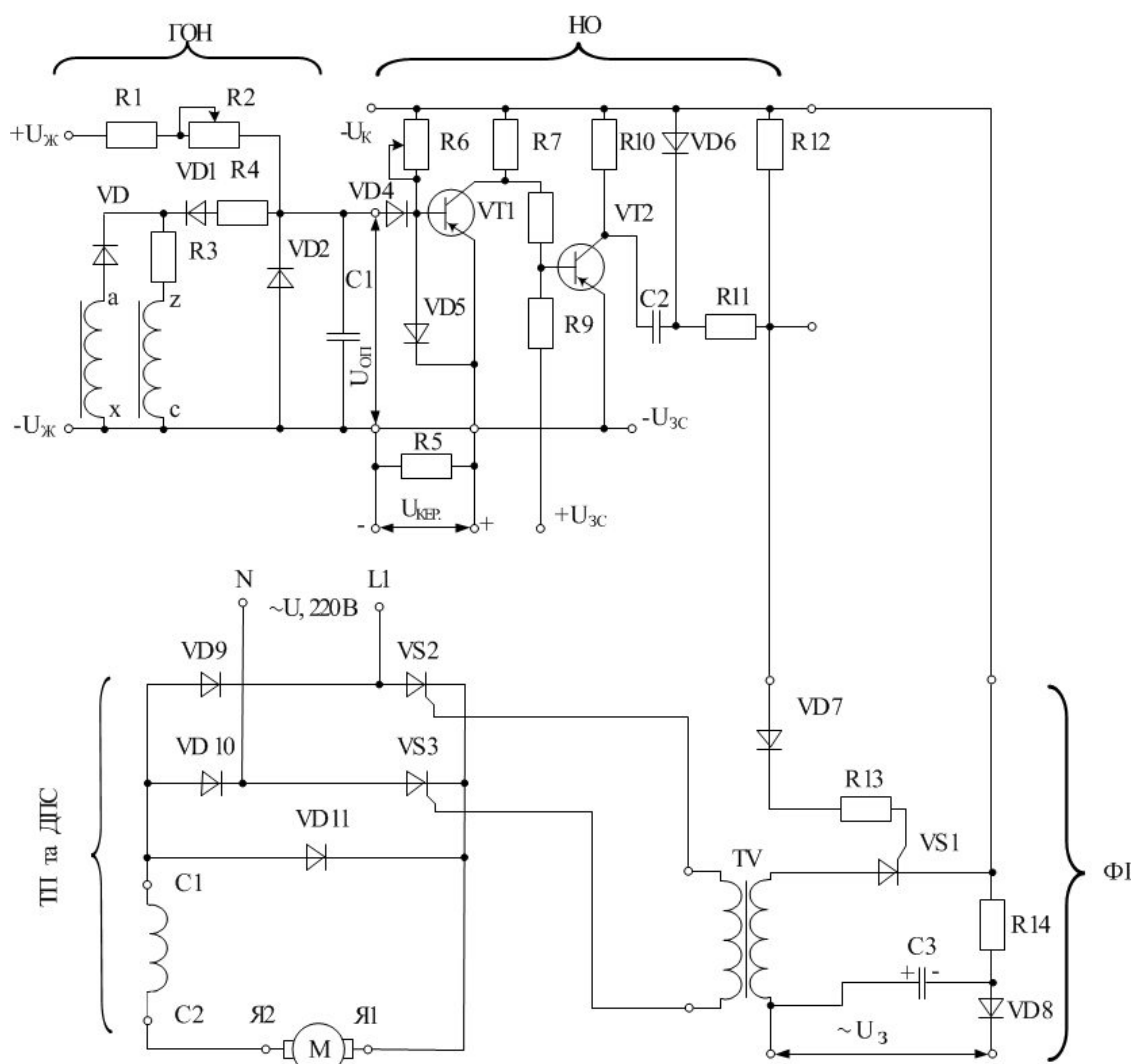 ГОН
НО
R1
R2
+Uж
-Uк
R6
R7
R10
VD6
R12
VD1
R4
VD
VD4
VT1
VT2
R3
VD2
C1
a
z
VD5
R9
C2
R11
Uоп
x
c
-Uж
-Uзс
R5
Uкер.
-
+
+Uзс
N
L1
~U, 220В
VD9
VS2
VD7
VD10
VS3
R13
VD11
VS1
TV
ТП та ДПС
C1
ФІ
R14
C3
+
-
C2
Я2
Я1
M
VD8
~Uз